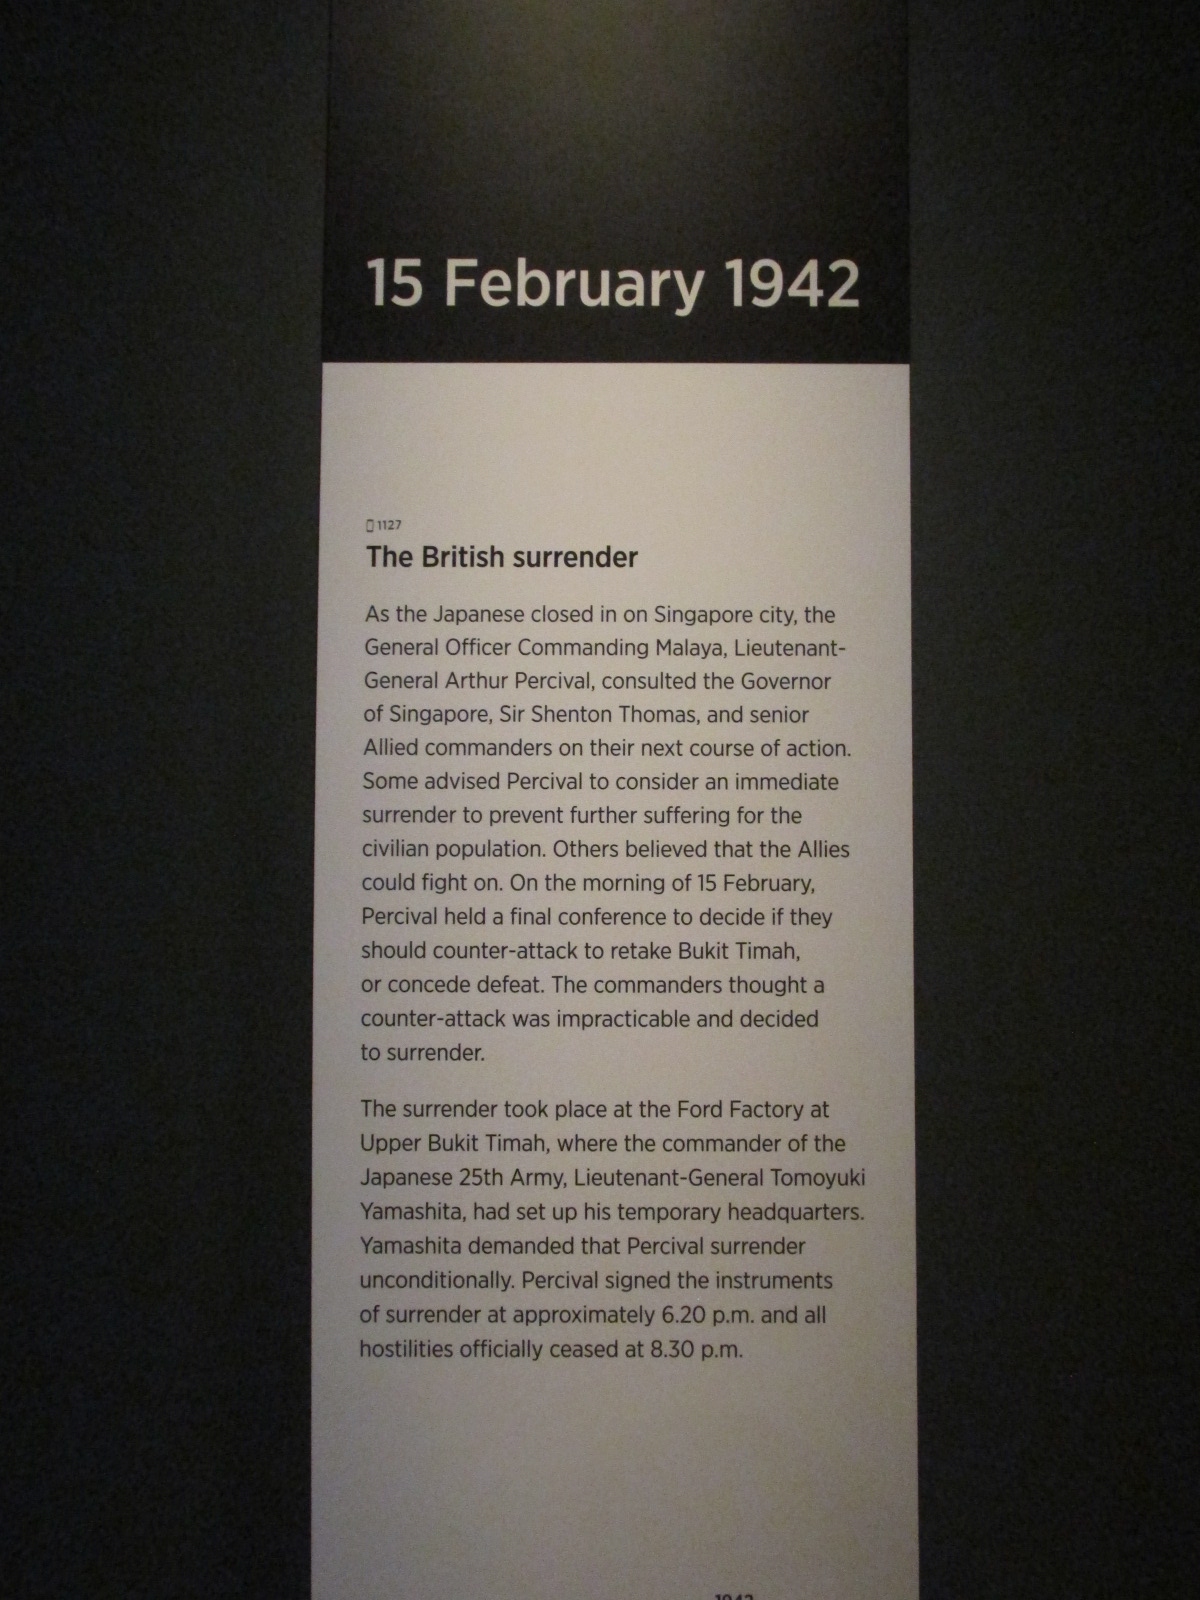 15 February 1942
1127
The British surrender
As the Japanese closed in on Singapore city, the
General Officer Commanding Malaya, Lieutenant-
General Arthur Percival, consulted the Governor
of Singapore, Sir Shenton Thomas, and senior
Allied commanders on their next course of action.
Some advised Percival to consider an immediate
surrender to prevent further suffering for the
civilian population. Others believed that the Allies
could fight on. On the morning of 15 February,
Percival held a final conference to decide if they
should counter-attack to retake Bukit Timah,
or concede defeat. The commanders thought a
counter-attack was impracticable and decided
to surrender.
The surrender took place at the Ford Factory at
Upper Bukit Timah, where the commander of the
Japanese 25th Army, Lieutenant-General Tomoyuki
Yamashita, had set up his temporary headquarters.
Yamashita demanded that Percival surrender
unconditionally. Percival signed the instruments
of surrender at approximately 6.20 p.m. and all
hostilities officially ceased at 8.30 p.m.